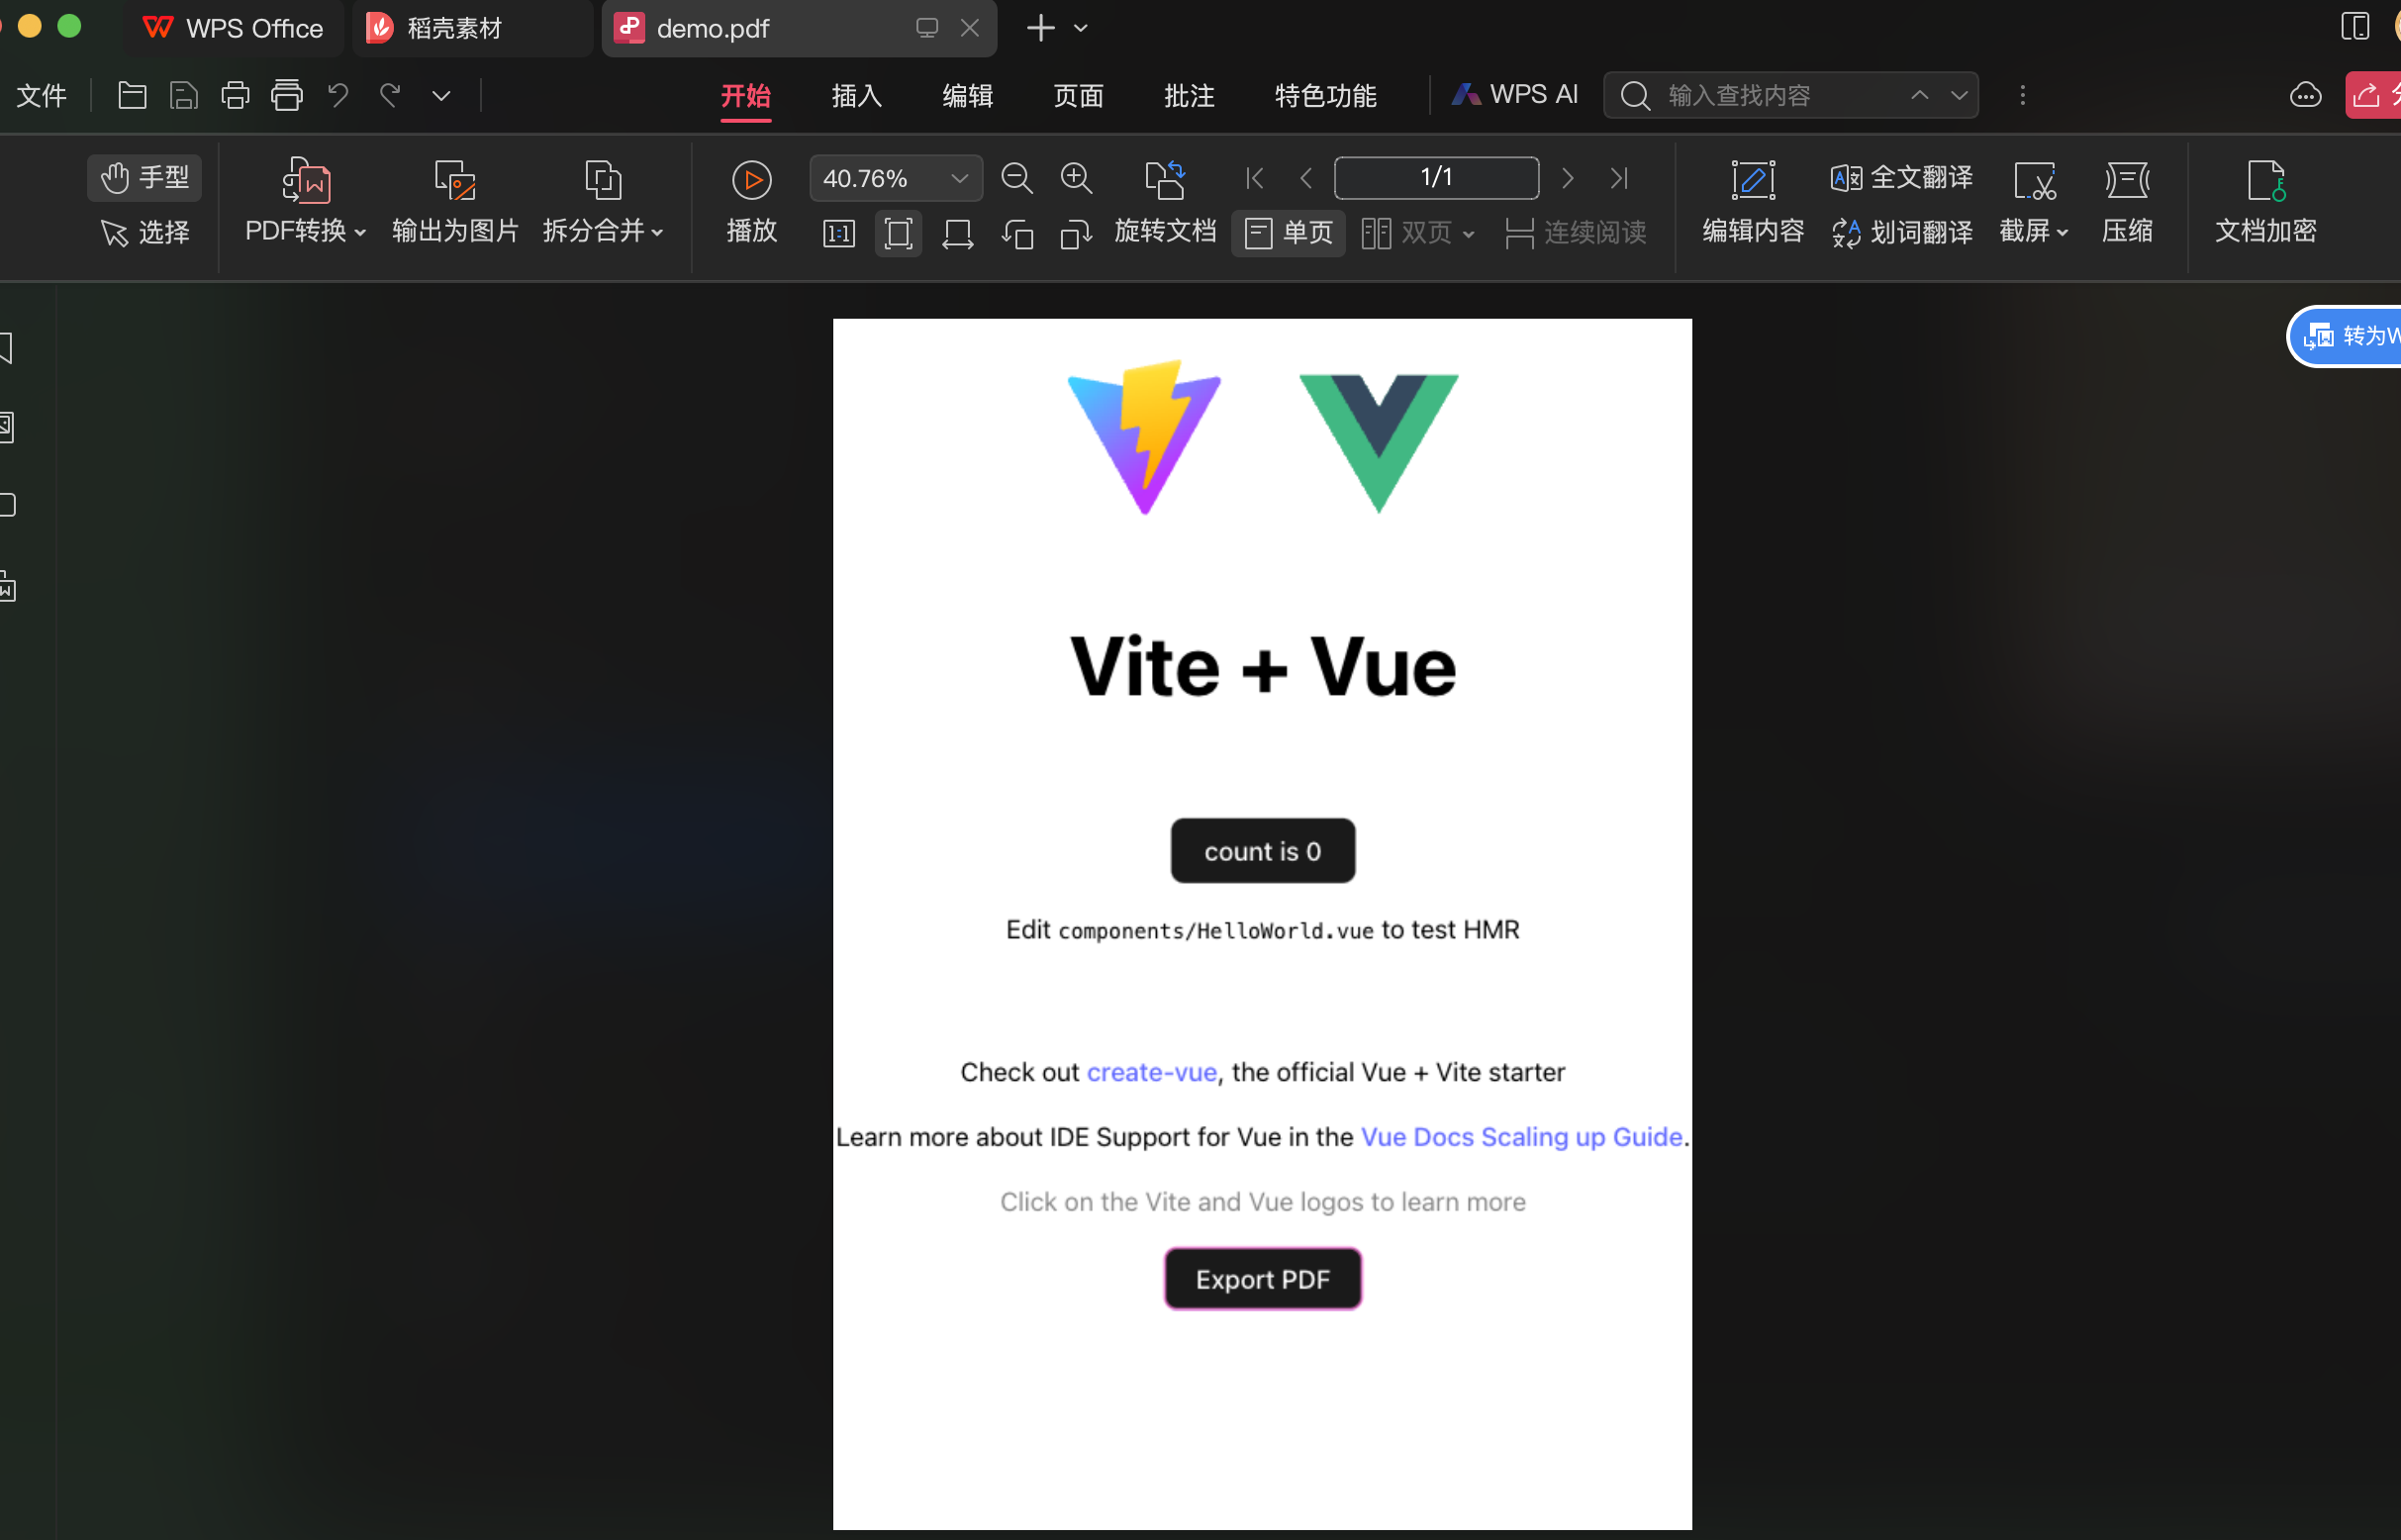 WPS Office
稻壳素材
demo.pdf
文件
开始
插入
编辑
页面
批注
特色功能
WPS AI
输入查找内容
手型
选择
PDF转换
输出为图片
拆分合并
播放
40.76%
1:1
旋转文档
1/1
单页
双页
连续阅读
编辑内容
全文翻译
划词翻译
截屏
压缩
文档加密
转为W
Vite + Vue
count is 0
Edit components/HelloWorld.vue to test HMR
Check out create-vue, the official Vue + Vite starter
Learn more about IDE Support for Vue in the Vue Docs Scaling up Guide.
Click on the Vite and Vue logos to learn more
Export PDF